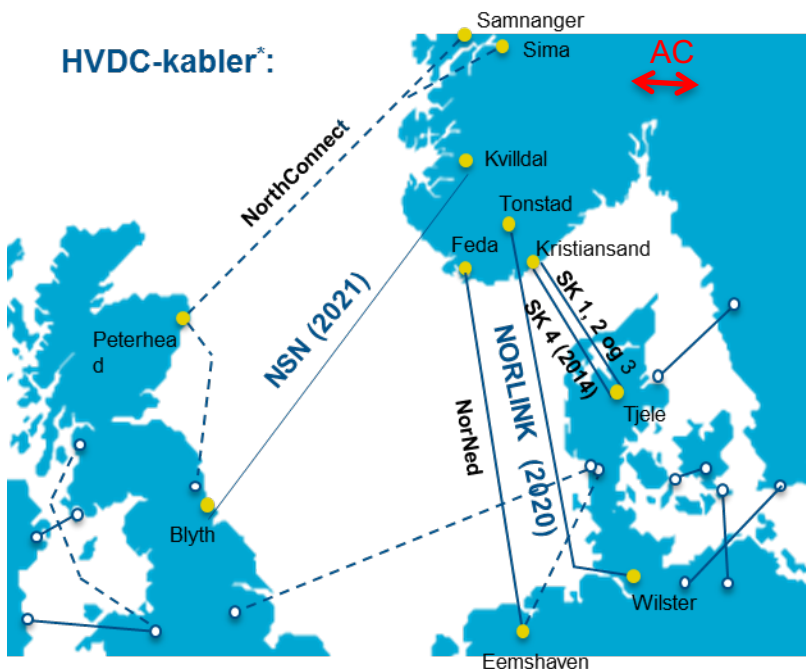 Samnanger
HVDC-kabler*:
Sima
AC
NorthConnect
Kvilldal
Tonstad
Feda
Kristiansand
SK 1, 2 og 3
SK 4 (2014)
NSN (2021)
Peterhea
d
NORLINK (2020)
NorNed
Tjele
Blyth
Wilster
Eemshaven